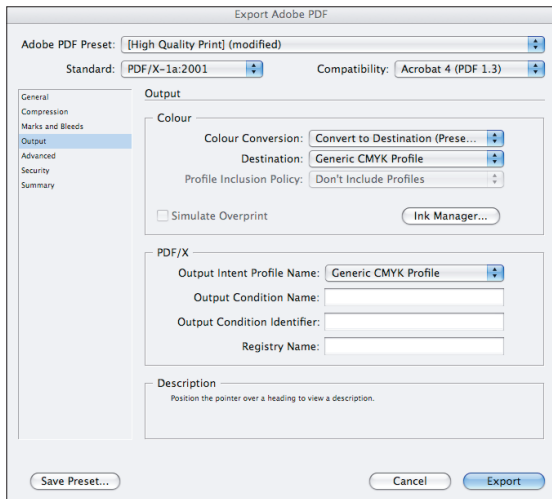 Export Adobe PDF
Adobe PDF Preset: [High Quality Print] (modified)
Standard: PDF/X-1a:2001 Compatibility: Acrobat 4 (PDF 1.3)
General
Compression
Marks and Bleeds
Output
Advanced
Security
Summary
Output
Colour
Colour Conversion: Convert to Destination (Prese...
Destination: Generic CMYK Profile
Profile Inclusion Policy: Don't Include Profiles
Simulate Overprint Ink Manager...
PDF/X
Output Intent Profile Name: Generic CMYK Profile
Output Condition Name:
Output Condition Identifier:
Registry Name:
Description
Position the pointer over a heading to view a description.
Save Preset... Cancel Export